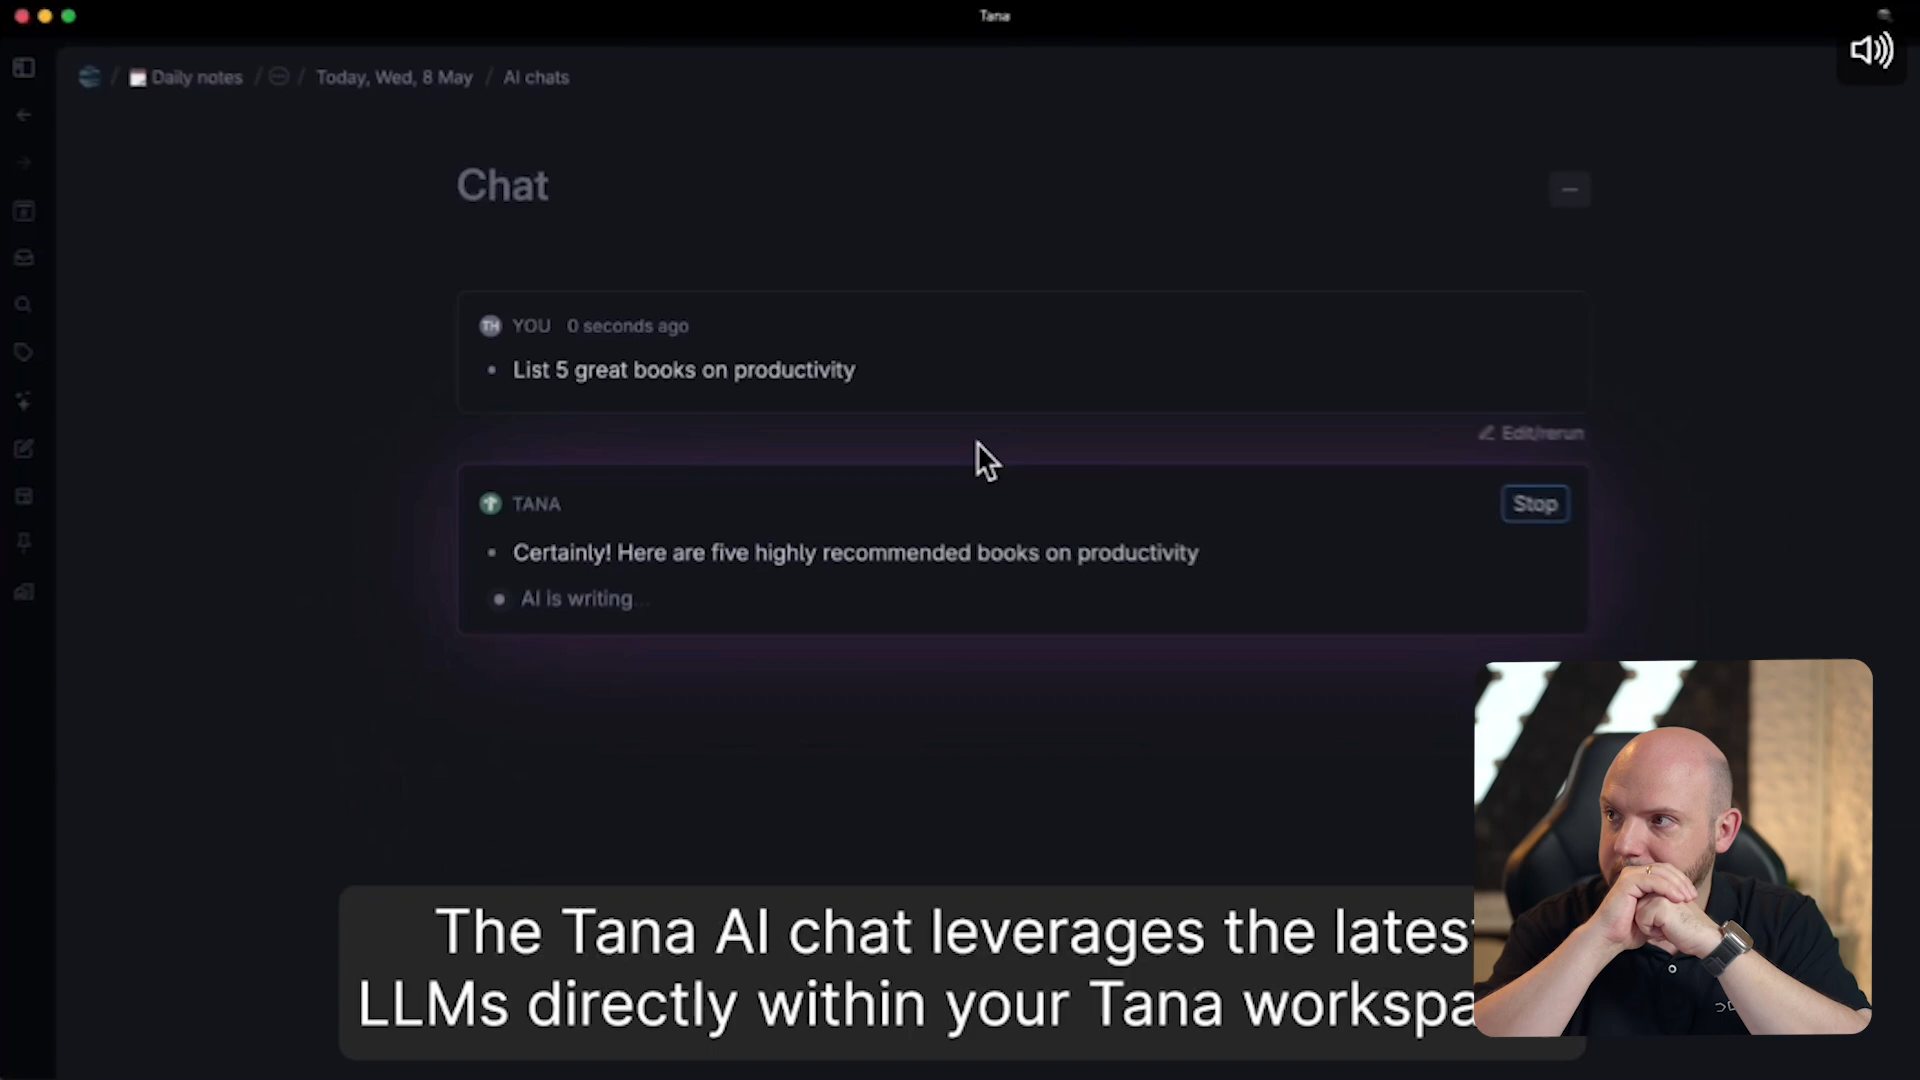 Tana
Daily notes / / Today, Wed, 8 May / AI chats
Chat
TH YOU 0 seconds ago
• List 5 great books on productivity
Edit/rerun
TANA
Stop
• Certainly! Here are five highly recommended books on productivity
• AI is writing...
The Tana AI chat leverages the lates
LLMs directly within your Tana workspa